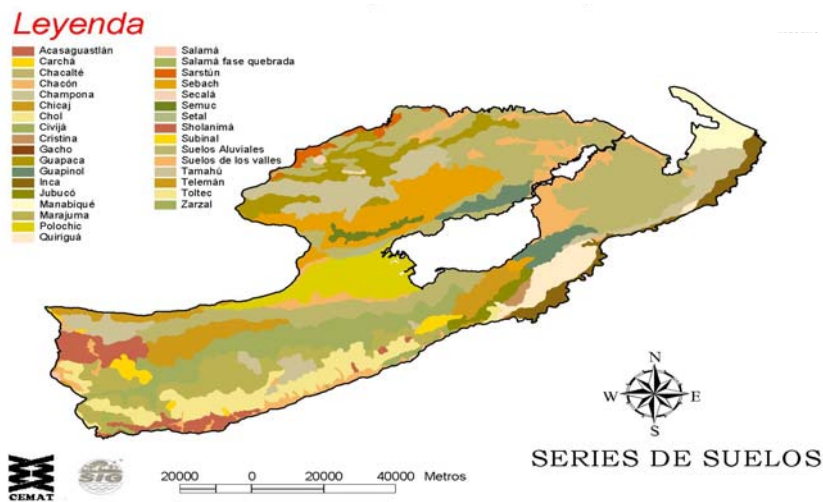 Leyenda
Acasaguastlán
Carchá
Chacalté
Chacón
Champona
Chicaj
Chol
Civijá
Cristina
Gacho
Guapaca
Guapinol
Inca
Jubucó
Manabiqué
Marajuma
Polochic
Quiriguá
Salamá
Salamá fase quebrada
Sarstún
Sebach
Secalá
Semuc
Setal
Sholanimá
Subinal
Suelos Aluviales
Suelos de los valles
Tamahú
Telemán
Toltec
Zarzal
N
W E
S
SERIES DE SUELOS
CEMAT
SIG
20000 0 20000 40000 Metros